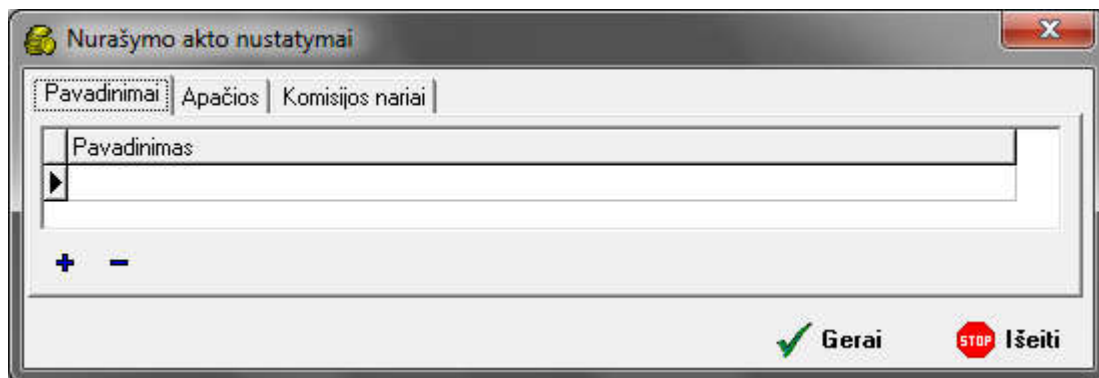 Nurašymo akto nustatymai
Pavadinimai Apačios Komisijos nariai
Pavadinimas
Gerai STOP Išeiti